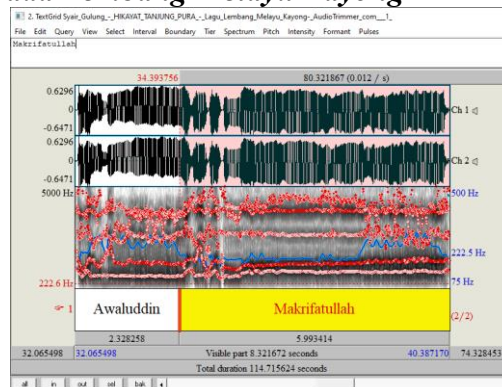 2. TextGrid Syair_Gulung_-_HIKAYAT_TANJUNG_PURA_-_Lagu_Lembang_Melayu_Kayong-_AudioTrimmer_com__1_
File Edit Query View Select Interval Boundary Tier Spectrum Pitch Intensity Formant Pulses
Makrifatullah
34.393756 80.321867 (0.012 / s)
0.6296
0
-0.6471
Ch 1
0.6296
0
-0.6471
Ch 2
5000 Hz 500 Hz
222.5 Hz
222.6 Hz 75 Hz
1 Awaluddin Makrifatullah (2/2)
2.328258 5.993414
32.065498 32.065498 Visible part 8.321672 seconds 40.387170 74.328453
Total duration 114.715624 seconds
all in out sel bak